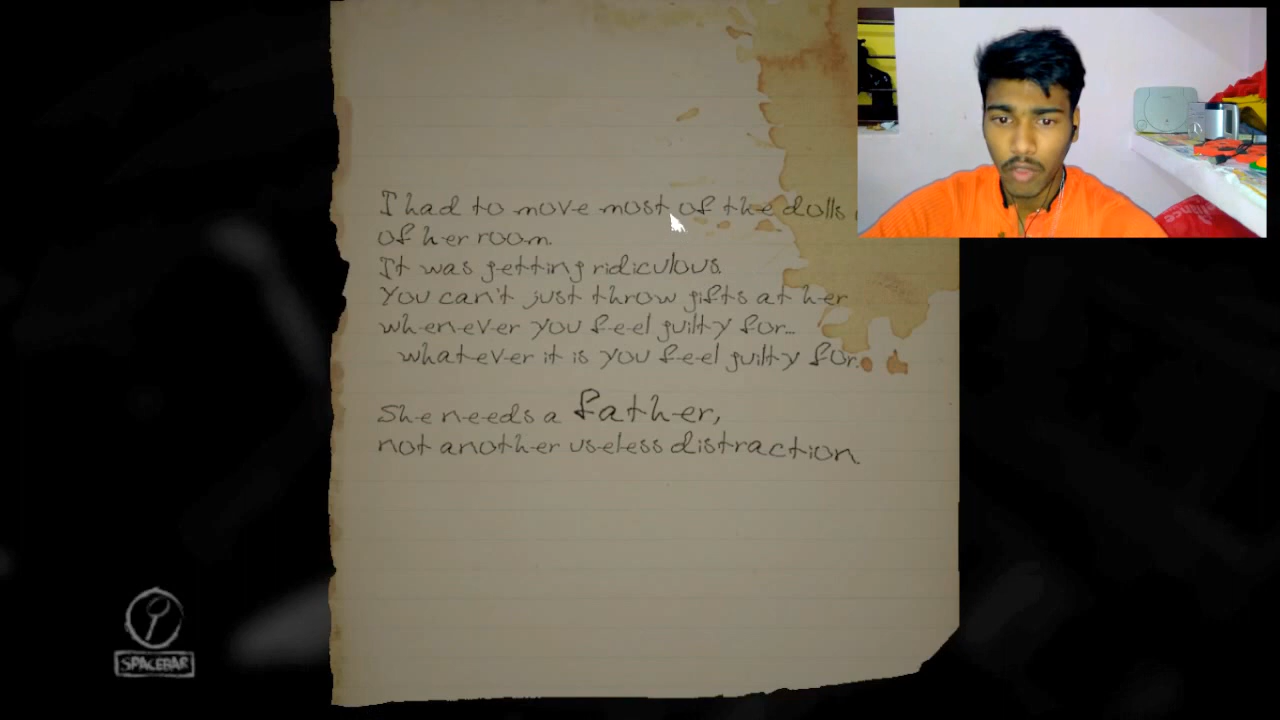 I had to move most of the dolls
of her room.
It was getting ridiculous.
You can't just throw gifts at her
whenever you feel guilty for...
whatever it is you feel guilty for.
She needs a father,
not another useless distraction.
SPACEBAR